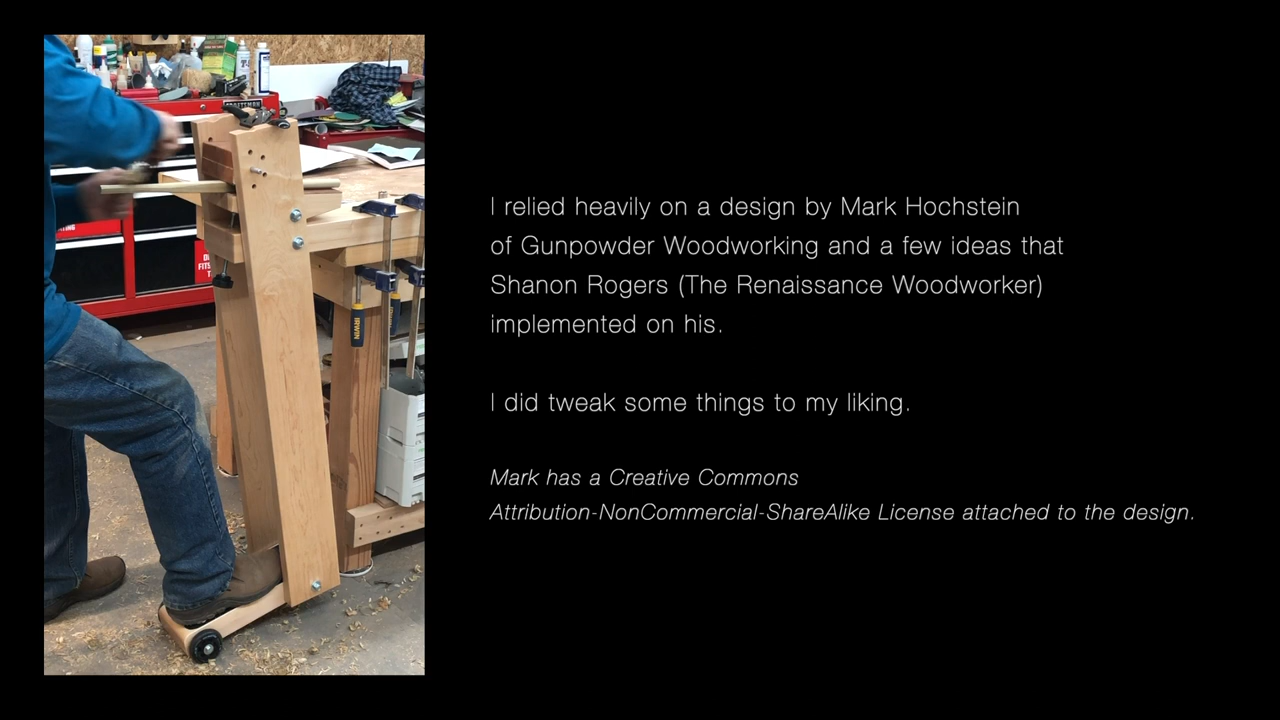 I relied heavily on a design by Mark Hochstein
of Gunpowder Woodworking and a few ideas that
Shanon Rogers (The Renaissance Woodworker)
implemented on his.
I did tweak some things to my liking.
Mark has a Creative Commons
Attribution-NonCommercial-ShareAlike License attached to the design.
CRAFTSMAN
IRWIN